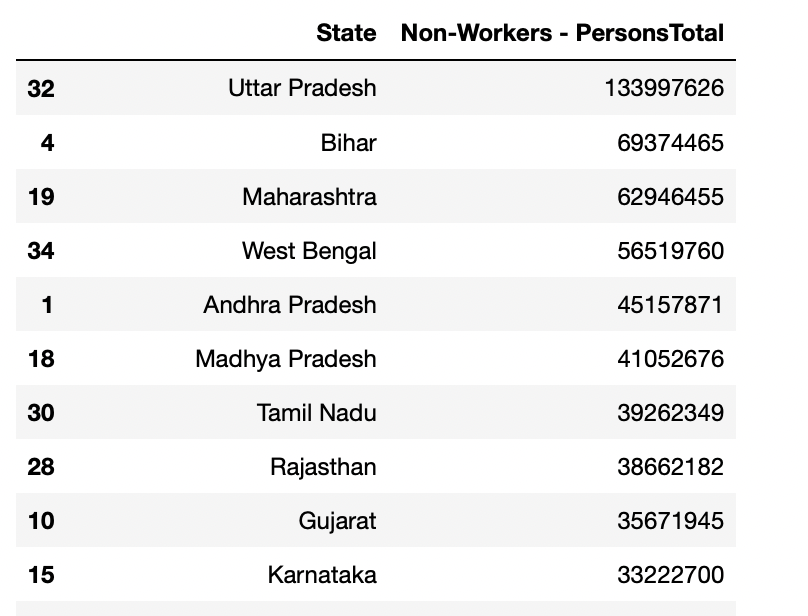 State Non-Workers - PersonsTotal
32 Uttar Pradesh 133997626
4 Bihar 69374465
19 Maharashtra 62946455
34 West Bengal 56519760
1 Andhra Pradesh 45157871
18 Madhya Pradesh 41052676
30 Tamil Nadu 39262349
28 Rajasthan 38662182
10 Gujarat 35671945
15 Karnataka 33222700